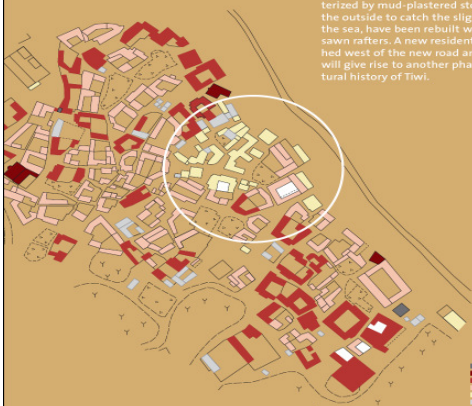 terized by mud-plastered sto
the outside to catch the slig
the sea, have been rebuilt w
sawn rafters. A new resident
hed west of the new road an
will give rise to another pha
tural history of Tiwi.